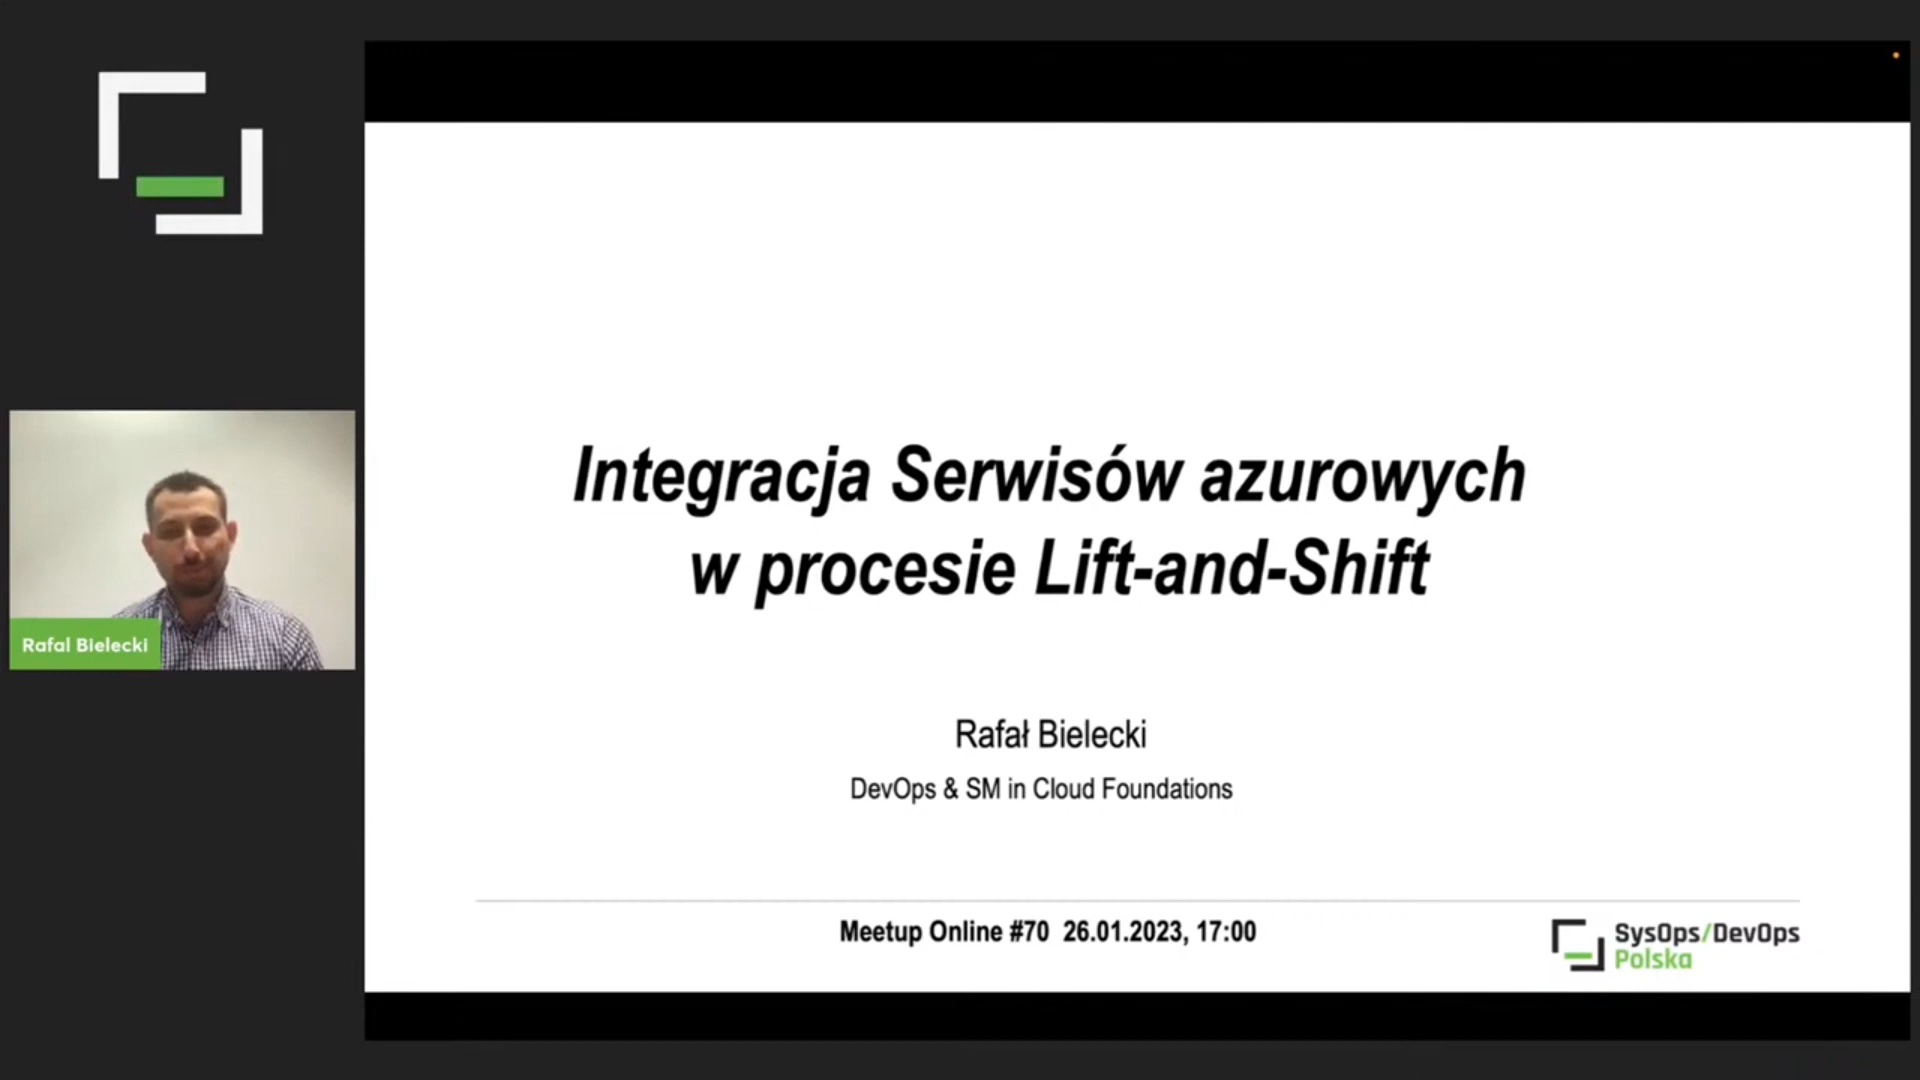 Integracja Serwisów azurowych
w procesie Lift-and-Shift
Rafal Bielecki
Rafał Bielecki
DevOps & SM in Cloud Foundations
Meetup Online #70 26.01.2023, 17:00
SysOps/DevOps
Polska